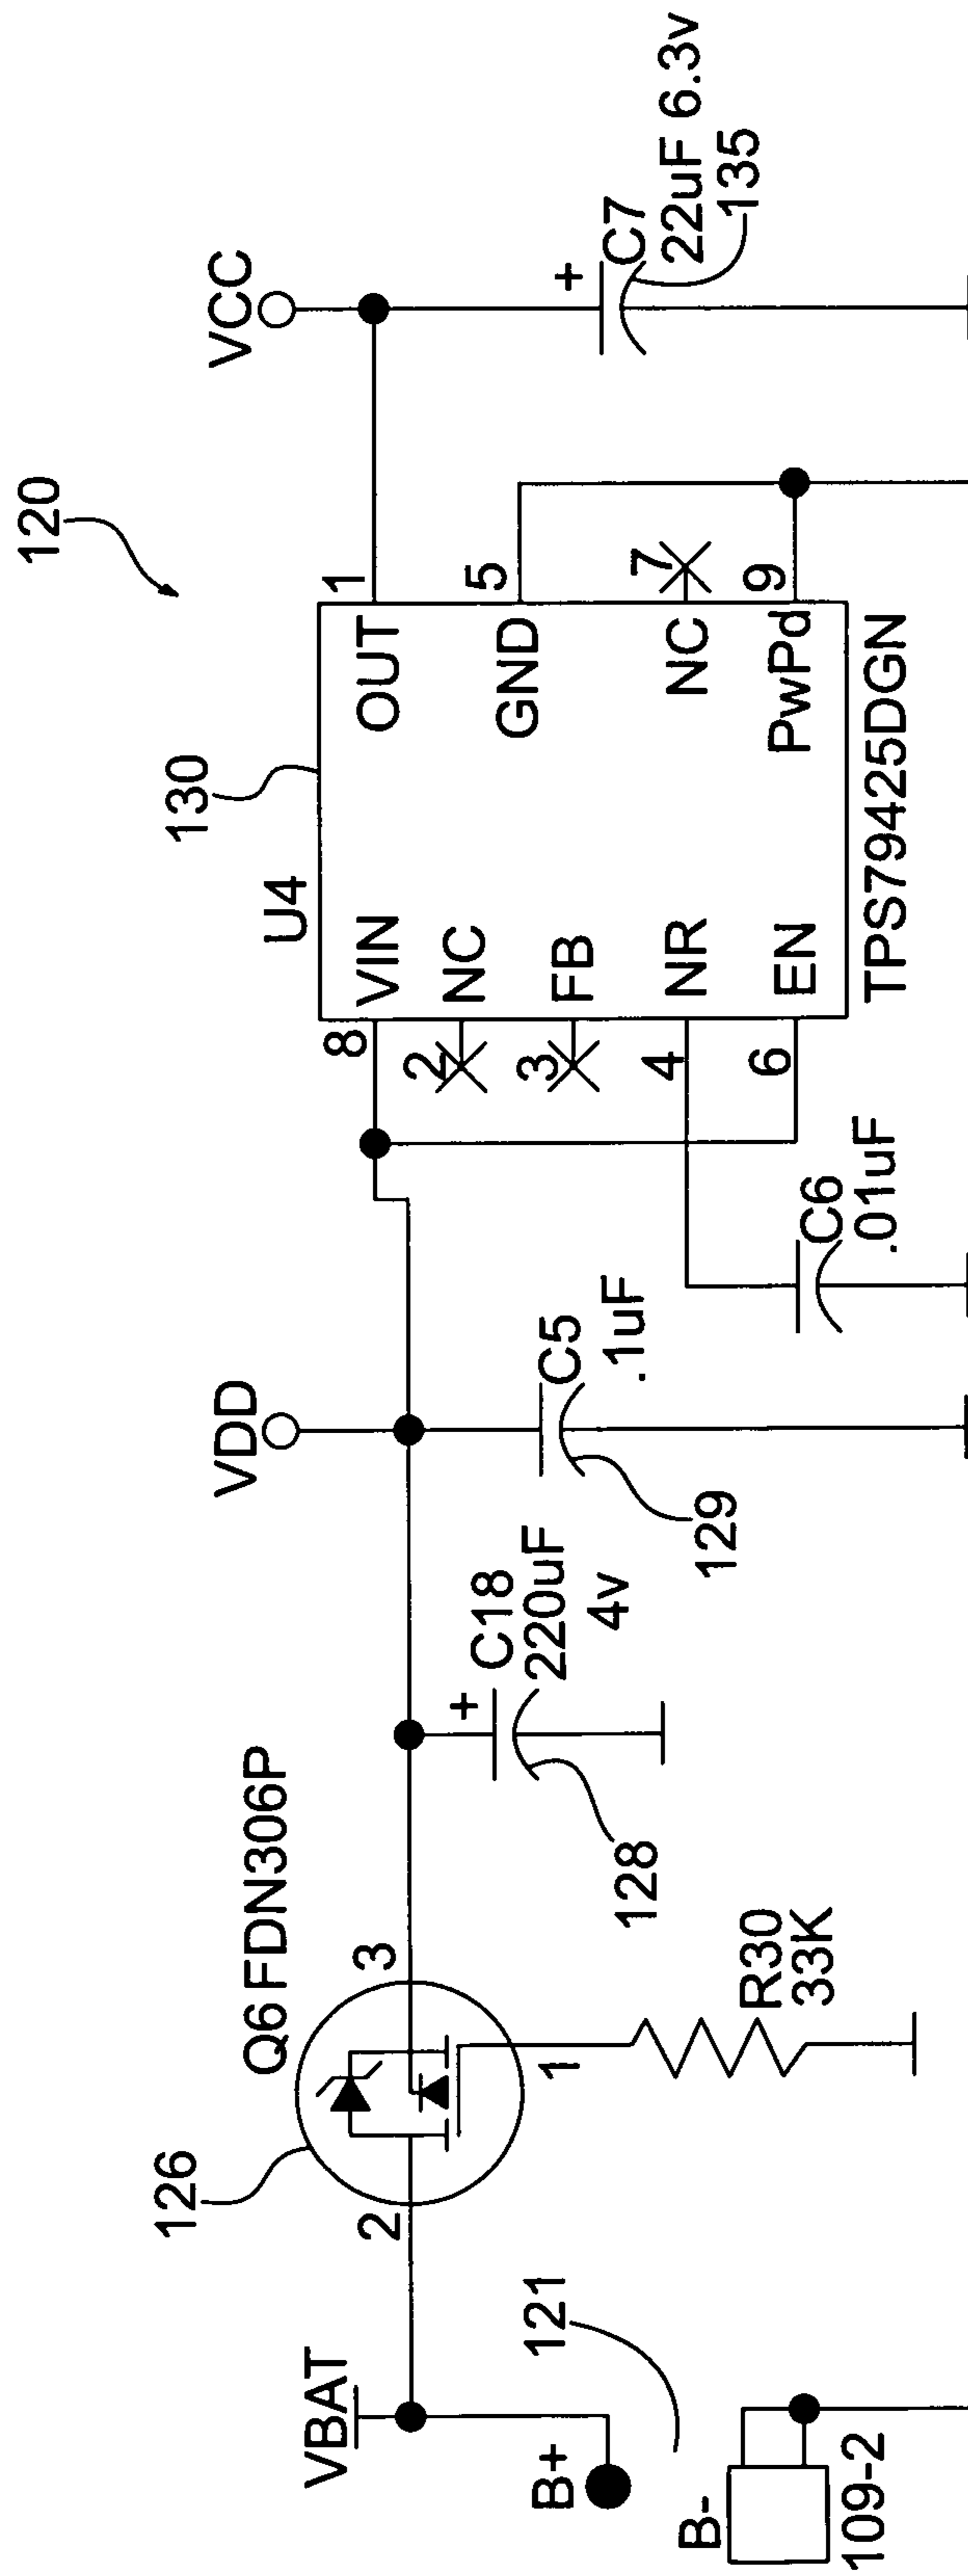 120
VCC
VDD
VBAT
Q6 FDN306P
126
2
3
1
R30
33K
B+
121
B-
109-2
+
C18
220uF
4v
128
C5
.1uF
129
C6
.01uF
U4
130
8
VIN
OUT
1
2
NC
GND
5
3
FB
4
NR
NC
7
6
EN
PwPd
9
TPS79425DGN
+
C7
22uF 6.3v
135